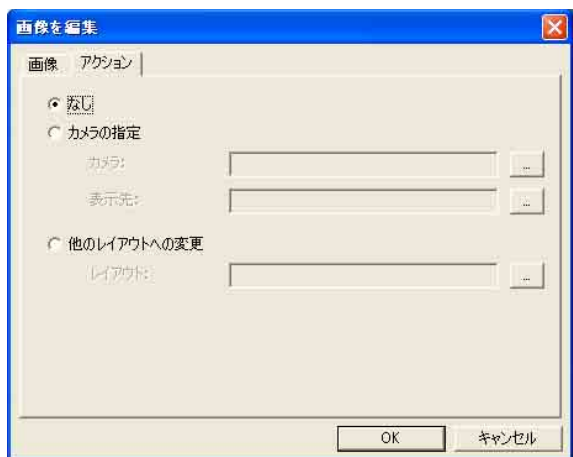 画像を編集
画像 アクション
なし
カメラの指定
カメラ: ...
表示先: ...
他のレイアウトへの変更
レイアウト: ...
OK キャンセル